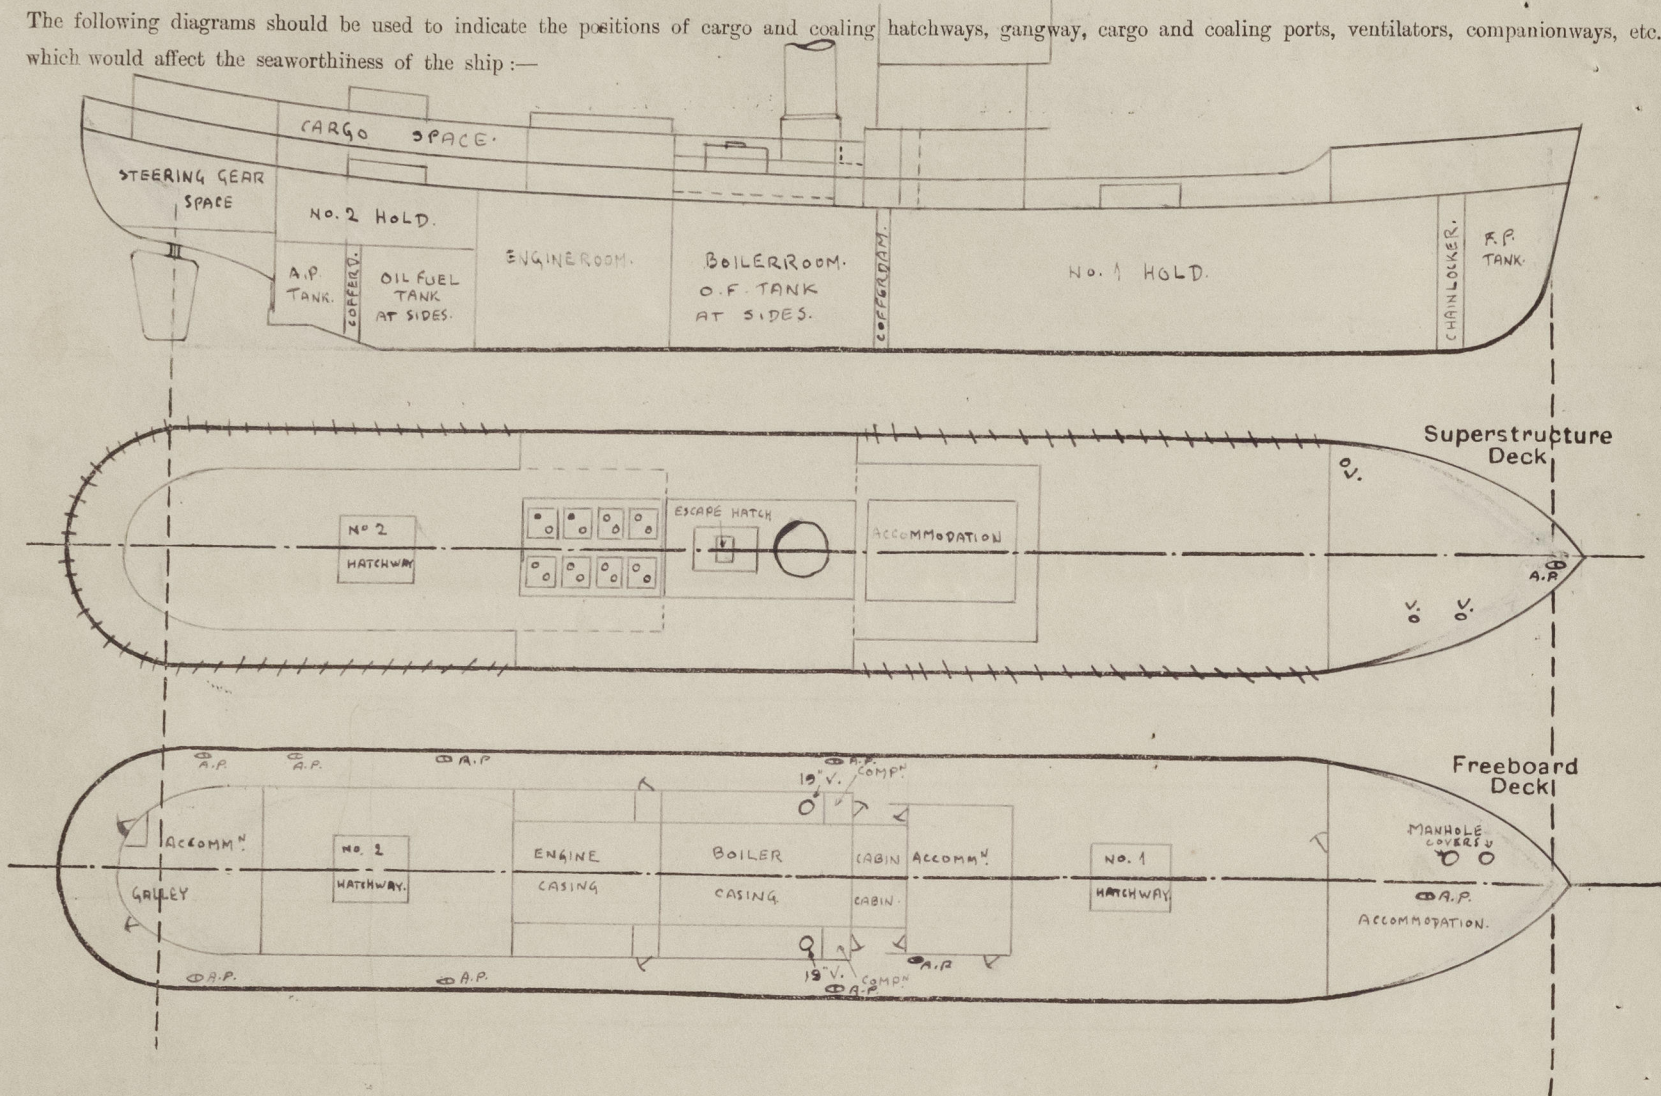 The following diagrams should be used to indicate the positions of cargo and coaling hatchways, gangway, cargo and coaling ports, ventilators, companionways, etc.
which would affect the seaworthiness of the ship :—
CARGO SPACE.
STEERING GEAR
SPACE
No. 2 HOLD.
A.P.
TANK.
COFFERD.
OIL FUEL
TANK
AT SIDES.
ENGINEROOM.
BOILERROOM.
O.F. TANK
AT SIDES.
COFFERDAM.
No. 1 HOLD.
CHAINLOCKER.
F.P.
TANK.
Superstructure
Deck
No 2
HATCHWAY
ESCAPE HATCH
ACCOMMODATION
V.
A.P.
V.
V.
Freeboard
Deck
A.P.
A.P.
A.P.
A.P.
19" V.
COMPN
ACCOMMN
GALLEY
No. 2
HATCHWAY.
ENGINE
CASING
BOILER
CASING
CABIN
CABIN.
ACCOMMN.
No. 1
HATCHWAY
MANHOLE
COVERS
A.P.
ACCOMMODATION.
A.P.
A.P.
19" V.
COMPN
A.P.
A.P.